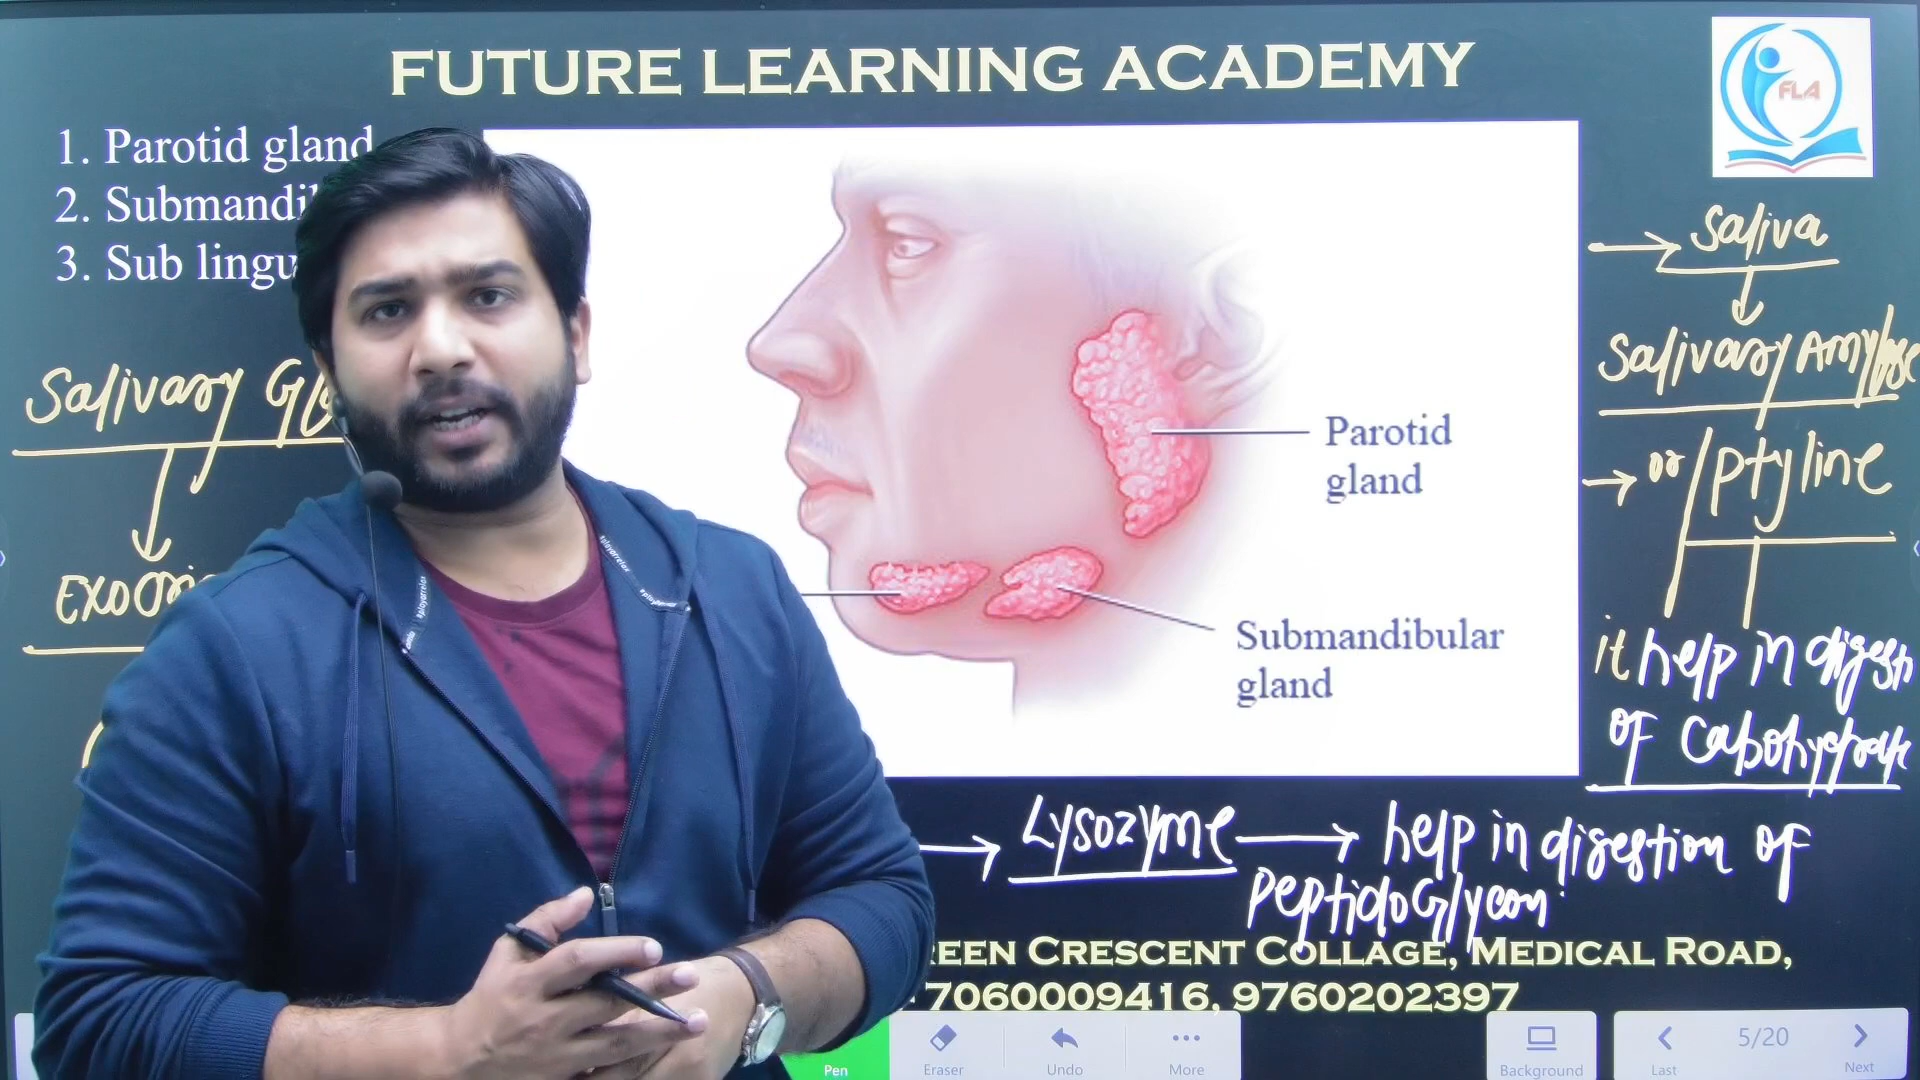 FUTURE LEARNING ACADEMY
FLA
1. Parotid gland
2. Submandi
3. Sub lingu
Salivary Gl
Exocri
Parotid
gland
Submandibular
gland
Saliva
Salivary Amylase
or ptyline
it help in digesti
of Cabohydrate
Lysozyme → help in digestion of
peptidoGlycon
REEN CRESCENT COLLAGE, MEDICAL ROAD,
7060009416, 9760202397
Pen
Eraser
Undo
More
Background
Last
5/20
Next